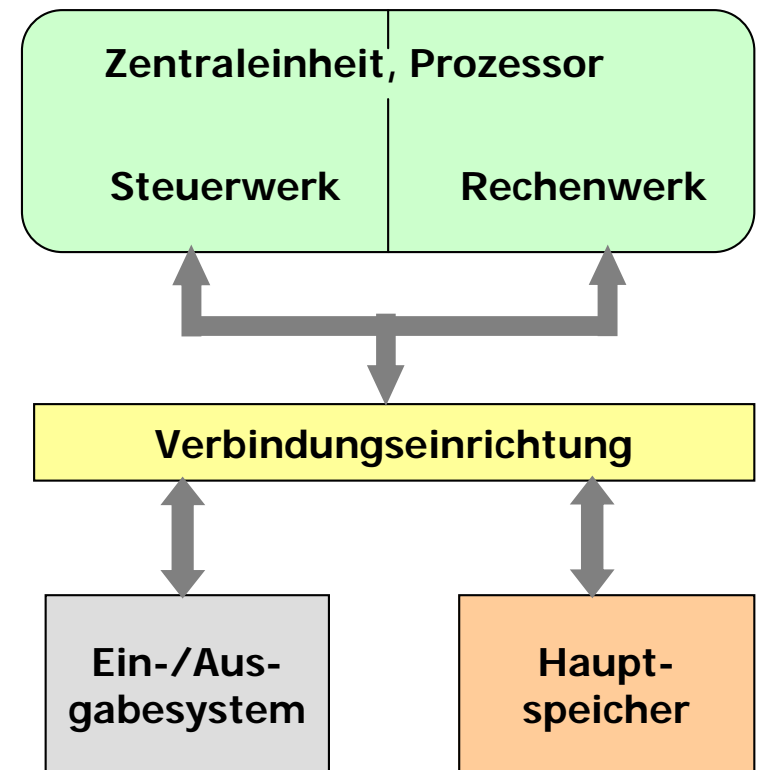 Zentraleinheit, Prozessor
Steuerwerk Rechenwerk
Verbindungseinrichtung
Ein-/Aus-
gabesystem
Haupt-
speicher